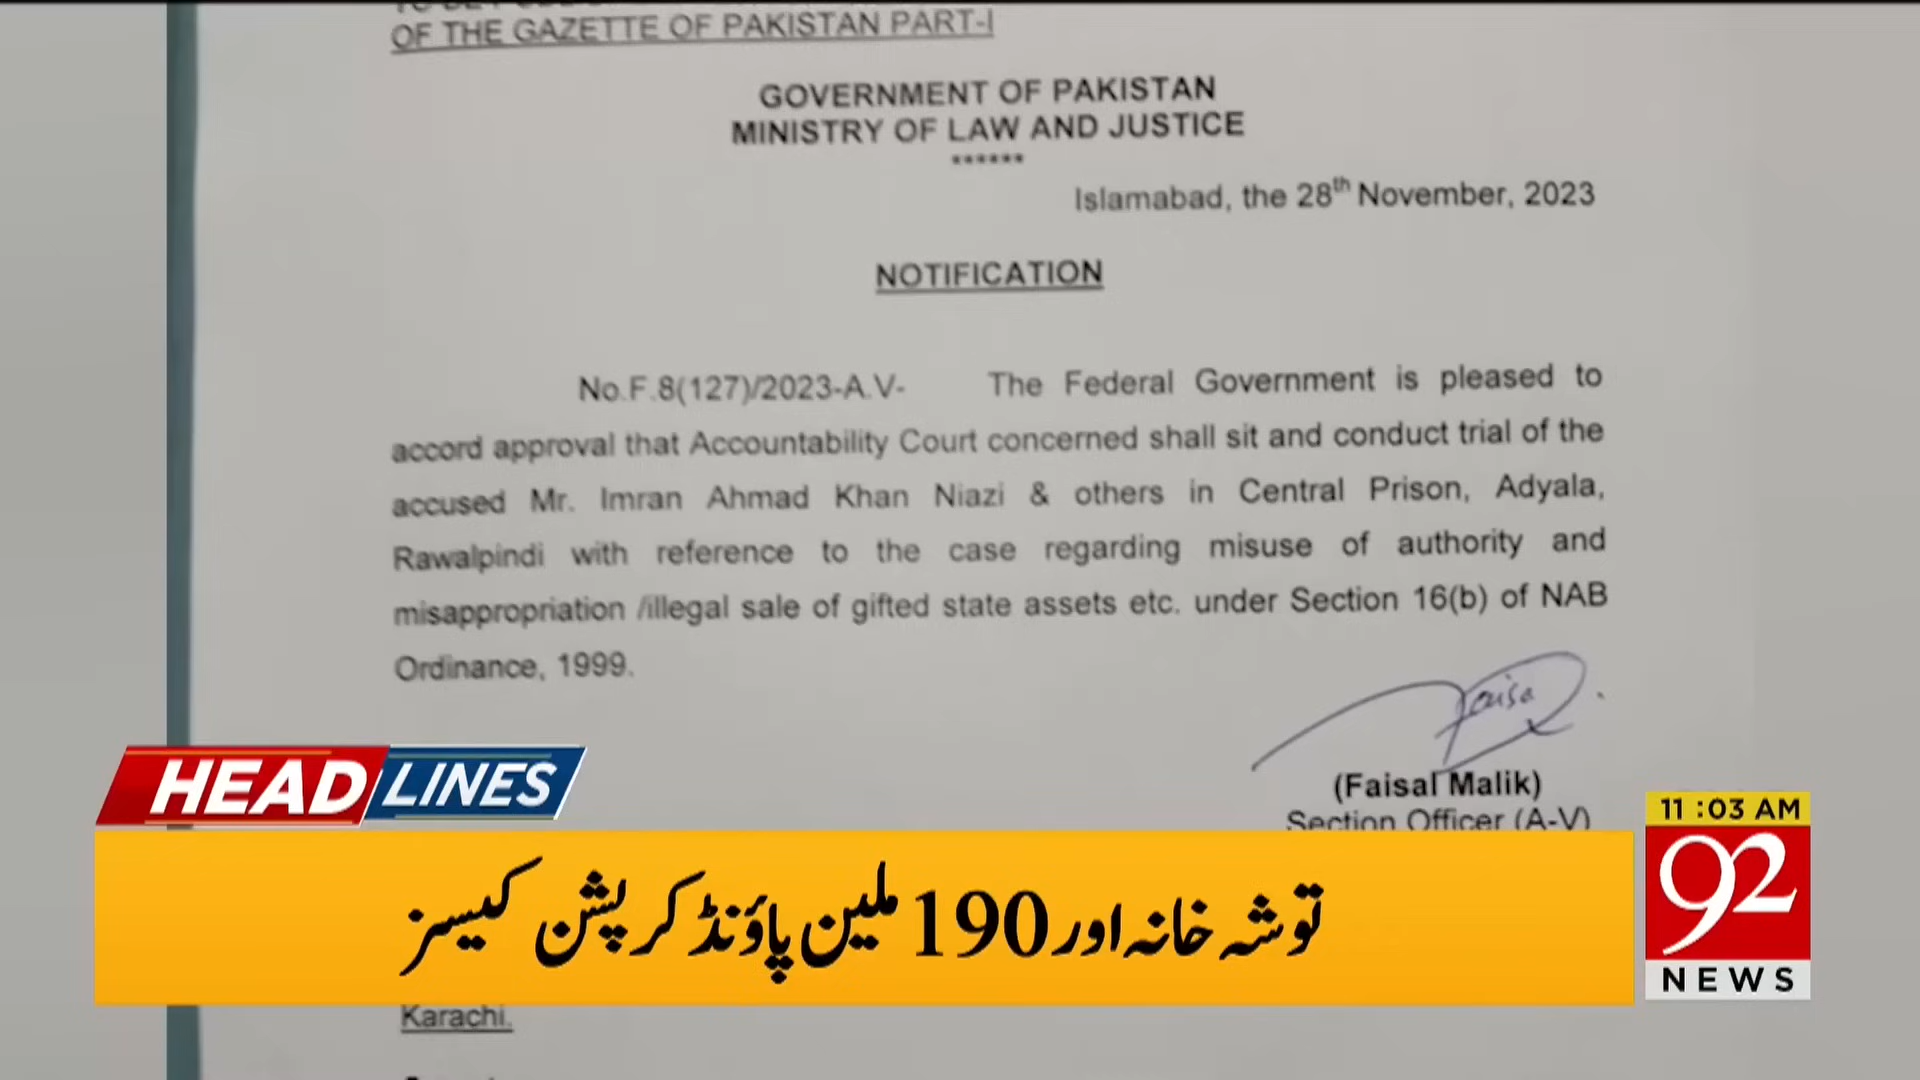 OF THE GAZETTE OF PAKISTAN PART-I
GOVERNMENT OF PAKISTAN
MINISTRY OF LAW AND JUSTICE
******
Islamabad, the 28th November, 2023
NOTIFICATION
No.F.8(127)/2023-A.V- The Federal Government is pleased to
accord approval that Accountability Court concerned shall sit and conduct trial of the
accused Mr. Imran Ahmad Khan Niazi & others in Central Prison, Adyala,
Rawalpindi with reference to the case regarding misuse of authority and
misappropriation /illegal sale of gifted state assets etc. under Section 16(b) of NAB
Ordinance, 1999.
(Faisal Malik)
Section Officer (A-V)
HEADLINES
توشہ خانہ اور 190 ملین پاؤنڈ کرپشن کیسز
11:03 AM
92
NEWS
Karachi.